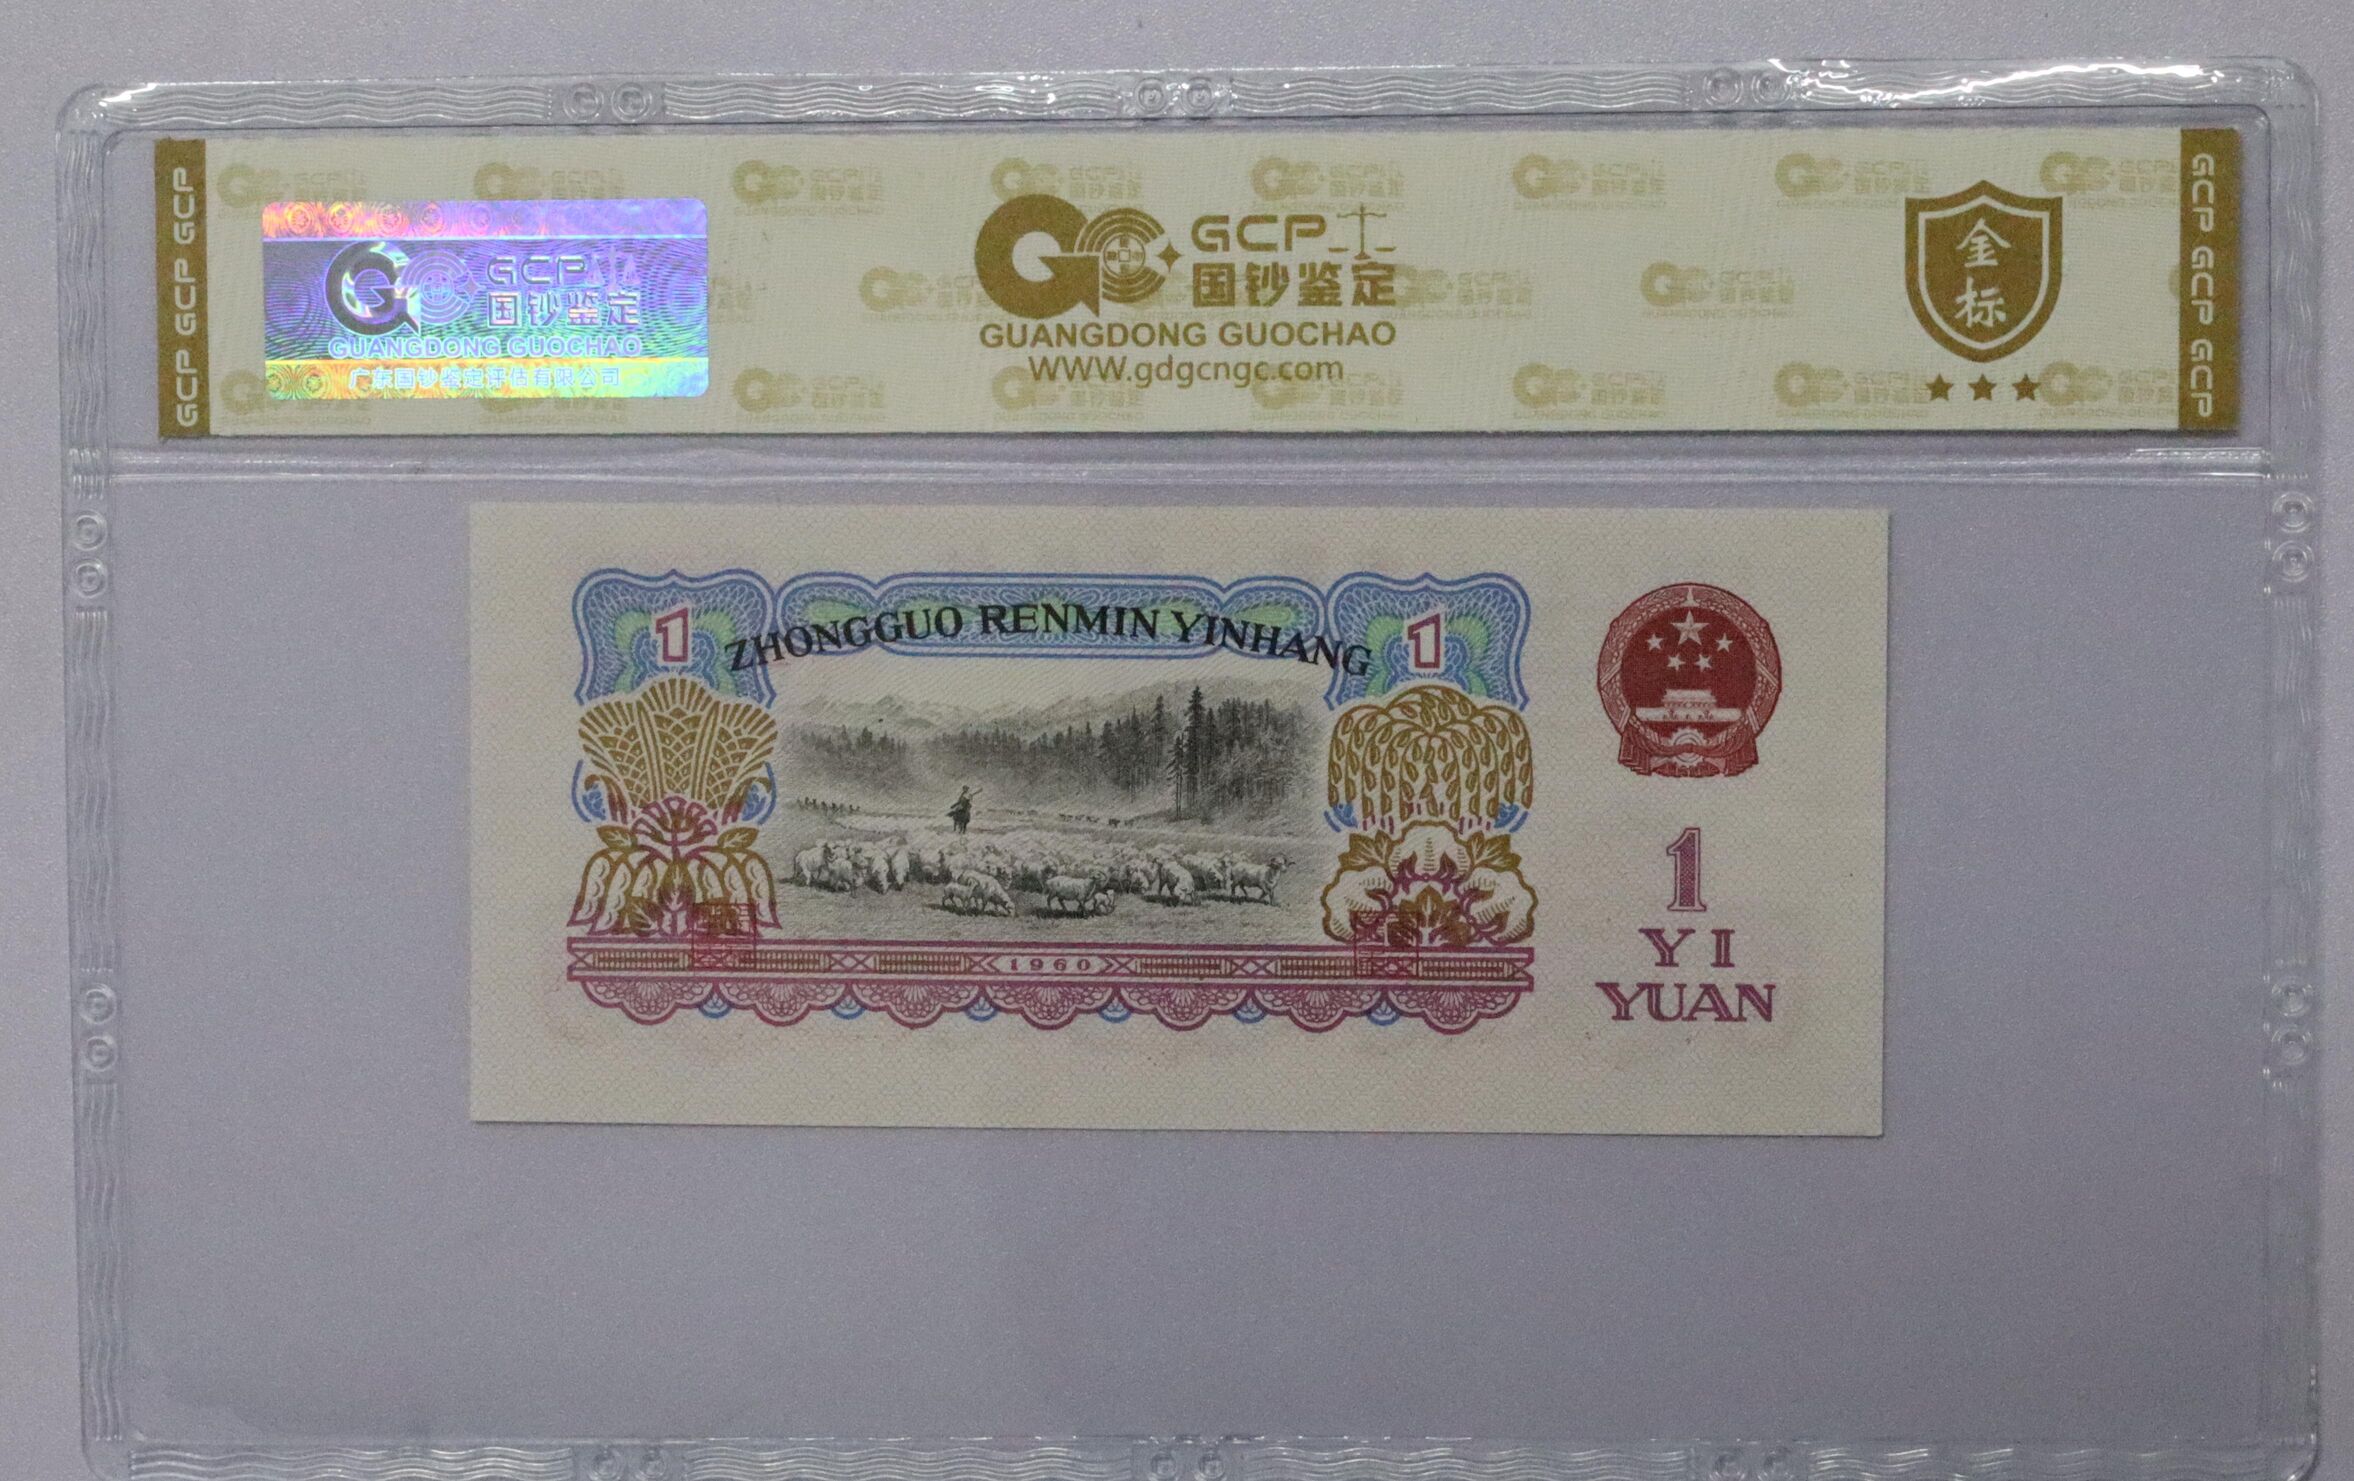 GCP GCP GCP
GCP
国钞鉴定
GUANGDONG GUOCHAO
广东国钞鉴定评估有限公司
GCP
国钞鉴定
GUANGDONG GUOCHAO
WWW.gdgcngc.com
金
标
GCP GCP GCP
ZHONGGUO RENMIN YINHANG
1
1
1960
1
YI
YUAN